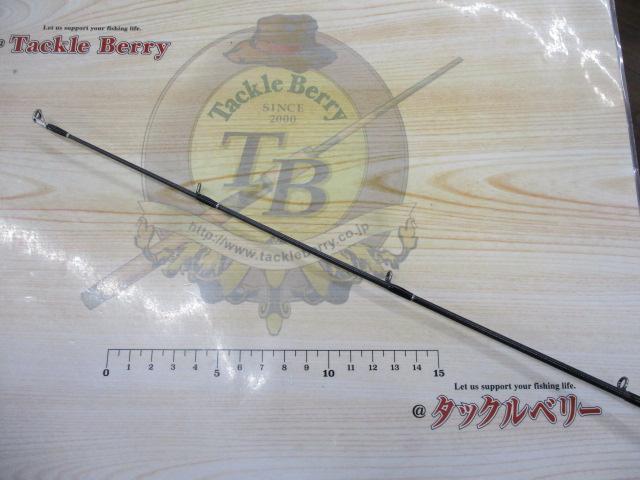 Let us support your fishing life.
@ Tackle Berry
Tackle Berry
SINCE
2000
TB
http://www.tackleberry.co.jp
0 1 2 3 4 5 6 7 8 9 10 11 12 13 14 15
Let us support your fishing life.
@ タックルベリー